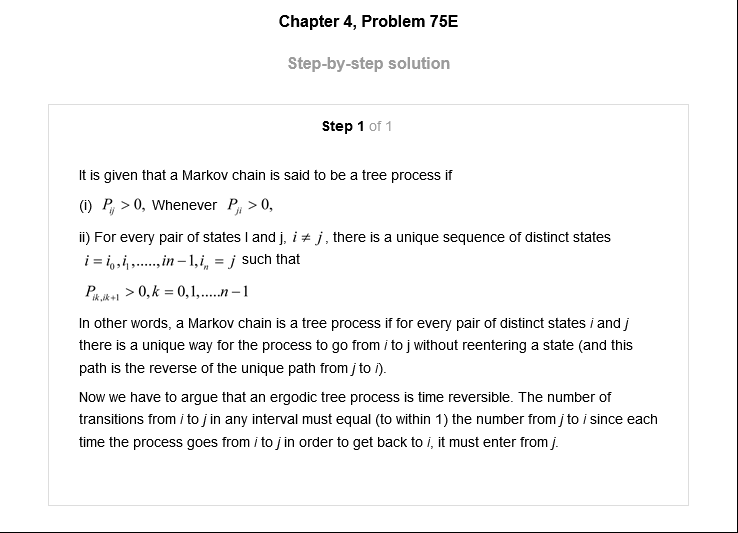 Chapter 4, Problem 75E
Step-by-step solution
Step 1 of 1
It is given that a Markov chain is said to be a tree process if
(i) P_ij > 0, Whenever P_ji > 0,
ii) For every pair of states I and j, i ≠ j, there is a unique sequence of distinct states
i = i_0, i_1, ....., in – 1, i_n = j such that
P_ik,ik+1 > 0, k = 0,1,.....n – 1
In other words, a Markov chain is a tree process if for every pair of distinct states i and j
there is a unique way for the process to go from i to j without reentering a state (and this
path is the reverse of the unique path from j to i).
Now we have to argue that an ergodic tree process is time reversible. The number of
transitions from i to j in any interval must equal (to within 1) the number from j to i since each
time the process goes from i to j in order to get back to i, it must enter from j.